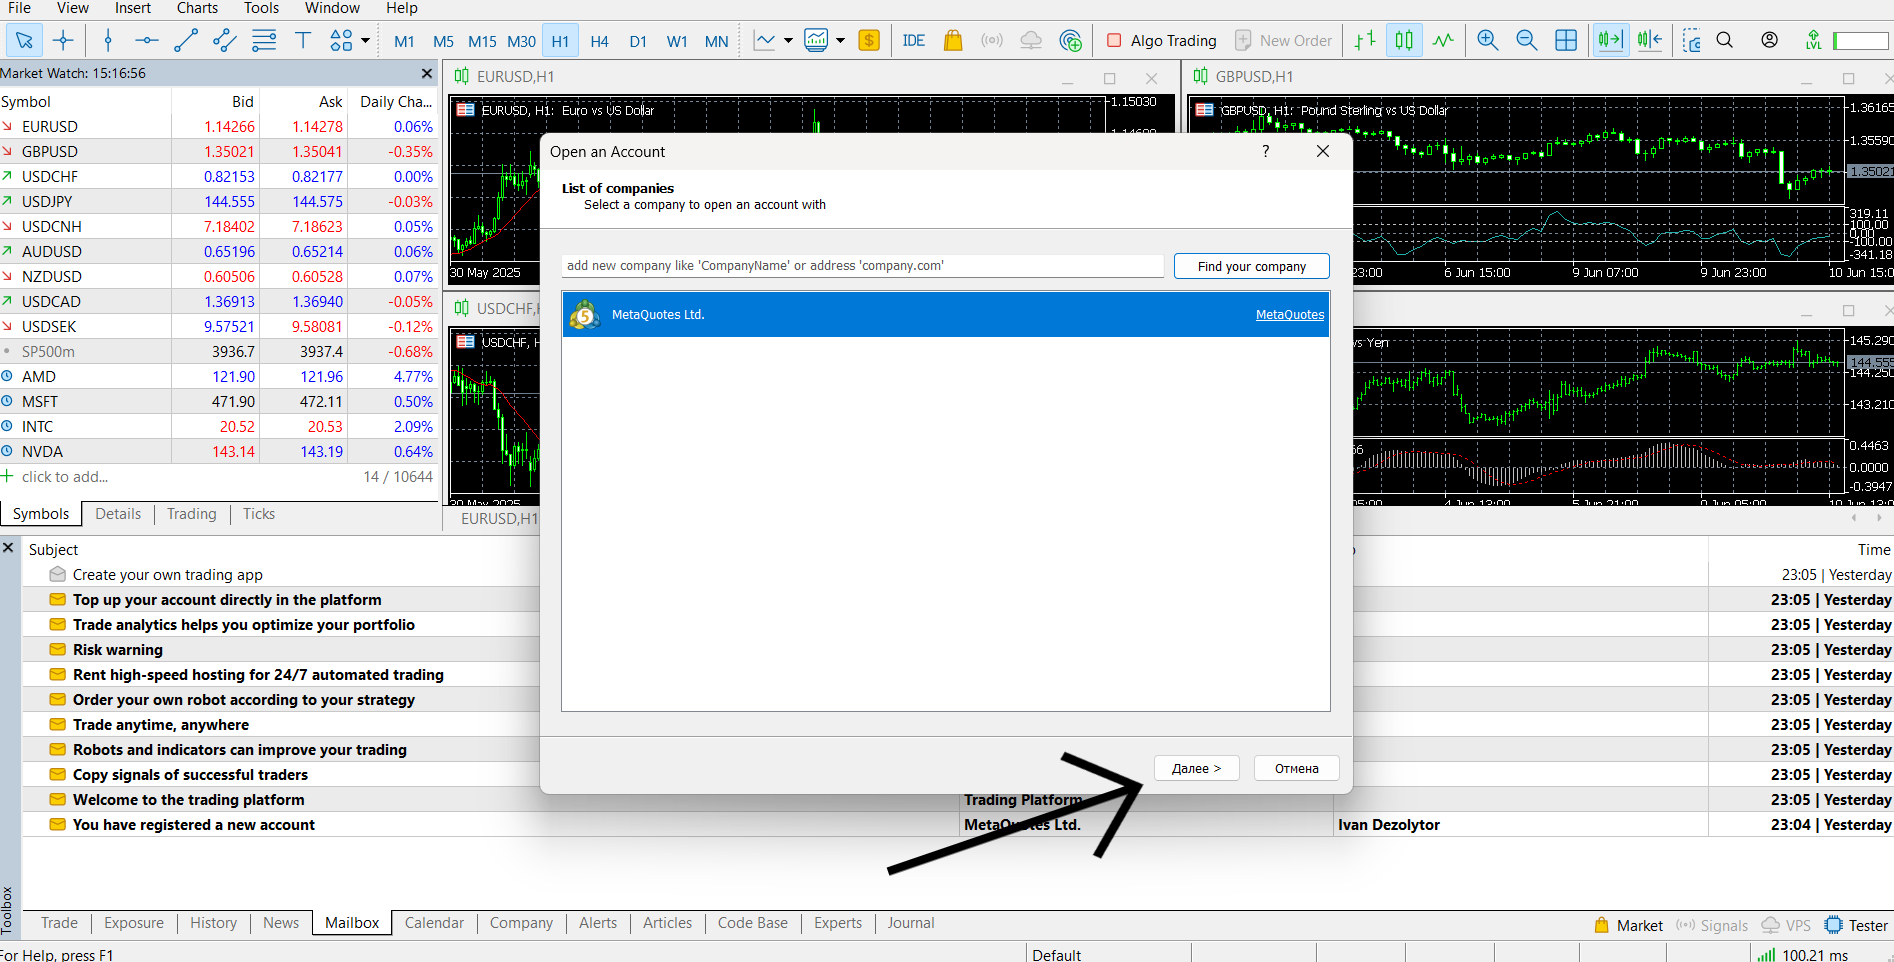 File View Insert Charts Tools Window Help
M1 M5 M15 M30 H1 H4 D1 W1 MN IDE Algo Trading New Order LVL
Market Watch: 15:16:56
Symbol Bid Ask Daily Cha...
EURUSD 1.14266 1.14278 0.06%
GBPUSD 1.35021 1.35041 -0.35%
USDCHF 0.82153 0.82177 0.00%
USDJPY 144.555 144.575 -0.03%
USDCNH 7.18402 7.18623 0.05%
AUDUSD 0.65196 0.65214 0.06%
NZDUSD 0.60506 0.60528 0.07%
USDCAD 1.36913 1.36940 -0.05%
USDSEK 9.57521 9.58081 -0.12%
SP500m 3936.7 3937.4 -0.68%
AMD 121.90 121.96 4.77%
MSFT 471.90 472.11 0.50%
INTC 20.52 20.53 2.09%
NVDA 143.14 143.19 0.64%
click to add... 14 / 10644
Symbols Details Trading Ticks
EURUSD,H1
EURUSD, H1: Euro vs US Dollar
1.15030
30 May 2025
GBPUSD,H1
GBPUSD, H1: Pound Sterling vs US Dollar
1.36165
1.35590
1.35021
319.11
100.00
0.00
-100.00
-341.18
23:00 6 Jun 15:00 9 Jun 07:00 9 Jun 23:00 10 Jun 15:0
USDCHF,H
USDCHF, H
30 May 2025
EURUSD,H1
vs Yen
145.290
144.555
144.250
143.210
0.4463
0.0000
-0.3947
4 Jun 13:00 5 Jun 21:00 9 Jun 05:00 10 Jun 13:0
Open an Account ?
List of companies
Select a company to open an account with
add new company like 'CompanyName' or address 'company.com' Find your company
5 MetaQuotes Ltd. MetaQuotes
Далее > Отмена
Subject Time
Create your own trading app 23:05 | Yesterday
Top up your account directly in the platform 23:05 | Yesterday
Trade analytics helps you optimize your portfolio 23:05 | Yesterday
Risk warning 23:05 | Yesterday
Rent high-speed hosting for 24/7 automated trading 23:05 | Yesterday
Order your own robot according to your strategy 23:05 | Yesterday
Trade anytime, anywhere 23:05 | Yesterday
Robots and indicators can improve your trading 23:05 | Yesterday
Copy signals of successful traders 23:05 | Yesterday
Welcome to the trading platform Trading Platform 23:05 | Yesterday
You have registered a new account MetaQuotes Ltd. Ivan Dezolytor 23:04 | Yesterday
Toolbox
Trade Exposure History News Mailbox Calendar Company Alerts Articles Code Base Experts Journal Market Signals VPS Tester
For Help, press F1 Default 100.21 ms